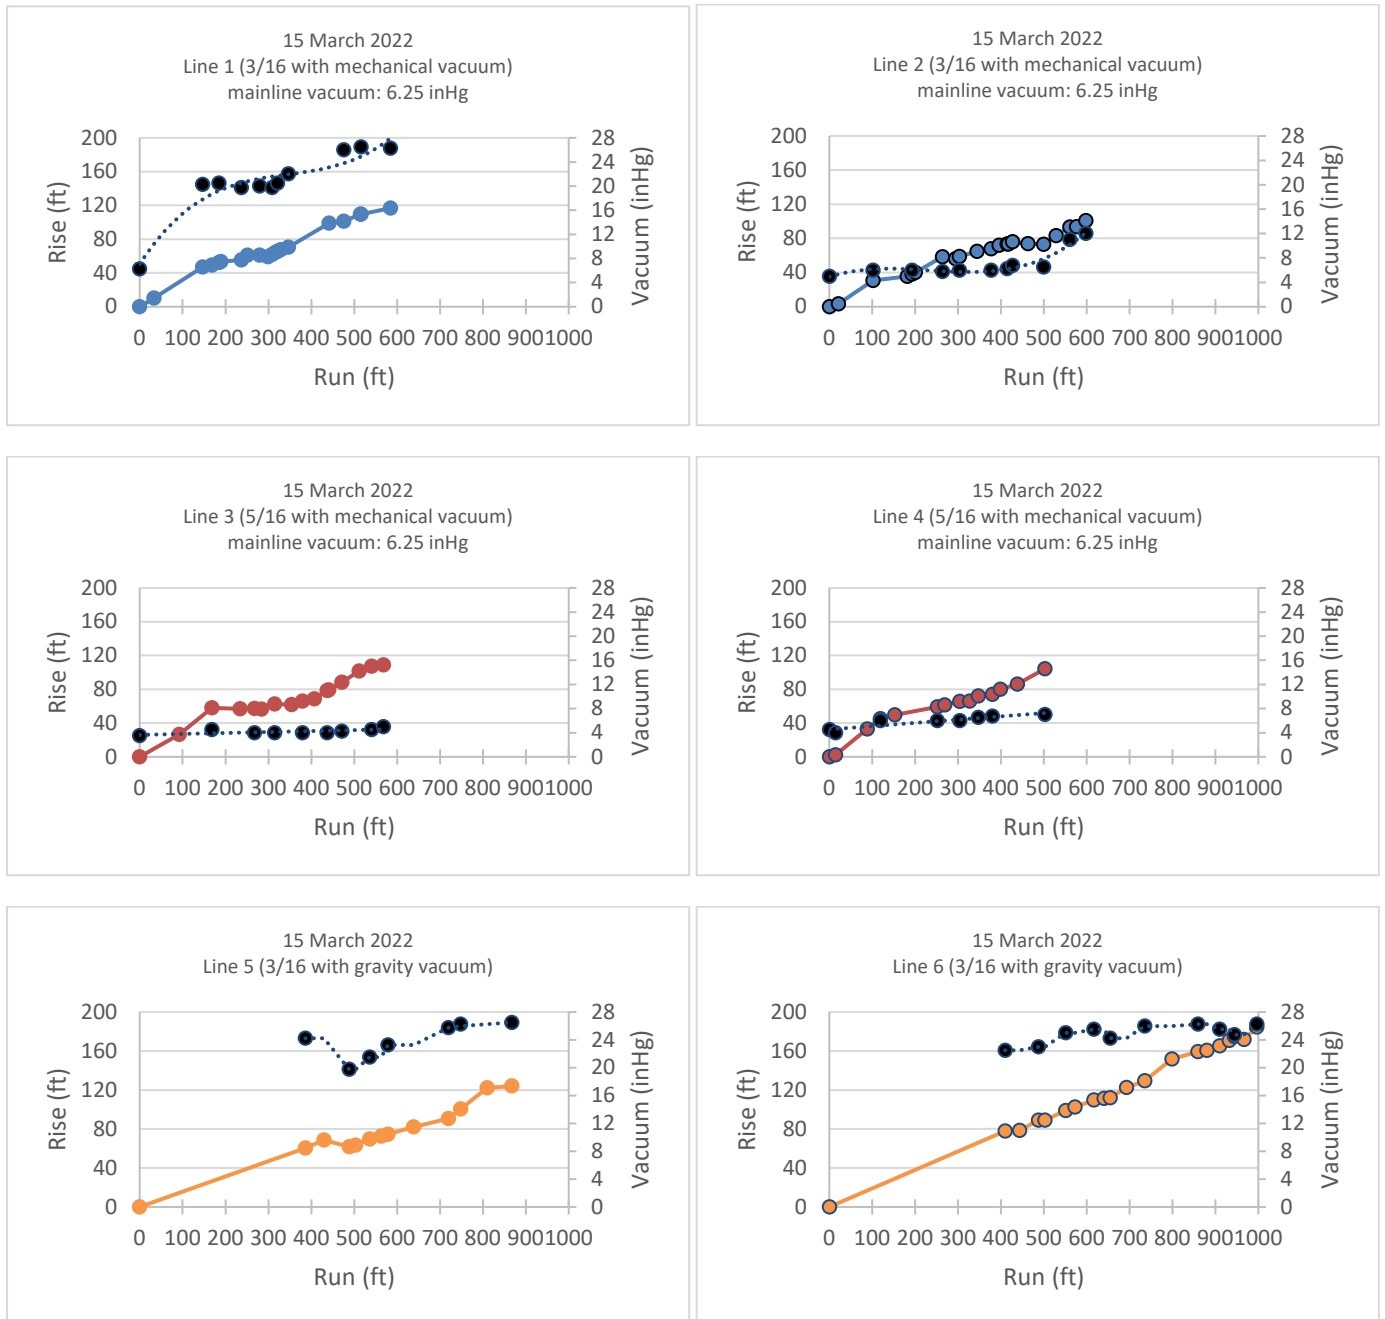 15 March 2022
Line 1 (3/16 with mechanical vacuum)
mainline vacuum: 6.25 inHg
200
160
120
80
40
0
Rise (ft)
28
24
20
16
12
8
4
0
Vacuum (inHg)
0 100 200 300 400 500 600 700 800 9001000
Run (ft)
15 March 2022
Line 2 (3/16 with mechanical vacuum)
mainline vacuum: 6.25 inHg
200
160
120
80
40
0
Rise (ft)
28
24
20
16
12
8
4
0
Vacuum (inHg)
0 100 200 300 400 500 600 700 800 9001000
Run (ft)
15 March 2022
Line 3 (5/16 with mechanical vacuum)
mainline vacuum: 6.25 inHg
200
160
120
80
40
0
Rise (ft)
28
24
20
16
12
8
4
0
Vacuum (inHg)
0 100 200 300 400 500 600 700 800 9001000
Run (ft)
15 March 2022
Line 4 (5/16 with mechanical vacuum)
mainline vacuum: 6.25 inHg
200
160
120
80
40
0
Rise (ft)
28
24
20
16
12
8
4
0
Vacuum (inHg)
0 100 200 300 400 500 600 700 800 9001000
Run (ft)
15 March 2022
Line 5 (3/16 with gravity vacuum)
200
160
120
80
40
0
Rise (ft)
28
24
20
16
12
8
4
0
Vacuum (inHg)
0 100 200 300 400 500 600 700 800 9001000
Run (ft)
15 March 2022
Line 6 (3/16 with gravity vacuum)
200
160
120
80
40
0
Rise (ft)
28
24
20
16
12
8
4
0
Vacuum (inHg)
0 100 200 300 400 500 600 700 800 9001000
Run (ft)